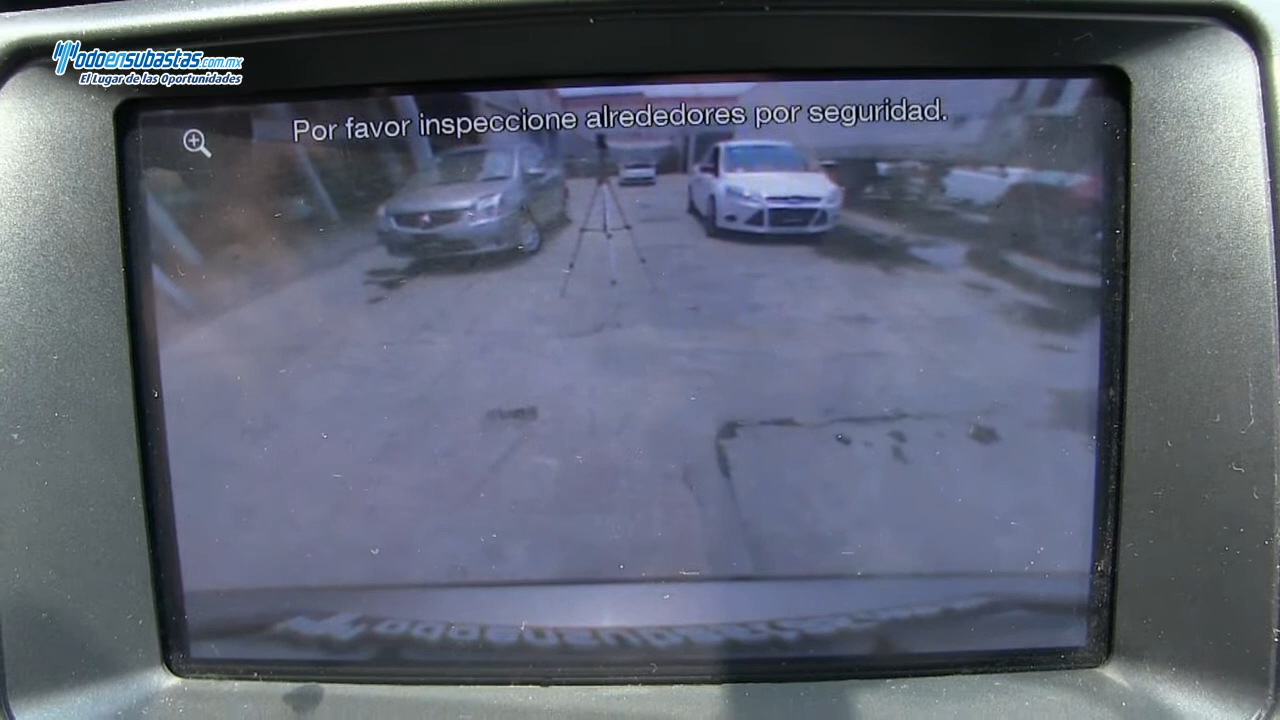 todoensubastas.com.mx
El Lugar de las Oportunidades
Por favor inspeccione alrededores por seguridad.